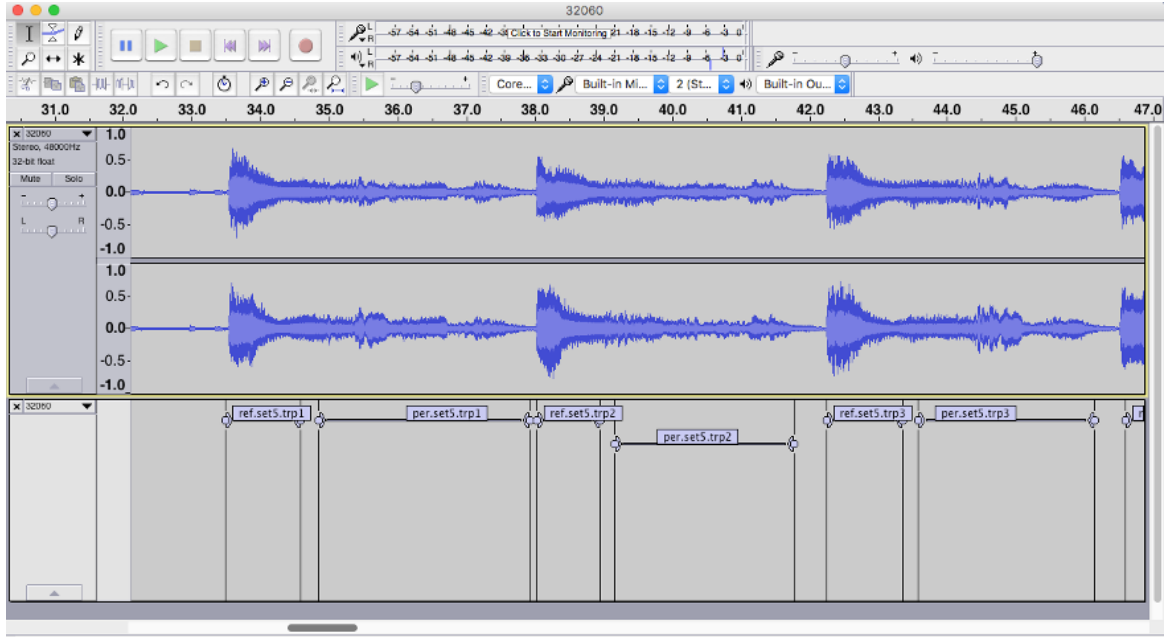 32060
L
R
-57 -54 -51 -48 -45 -42 -3 Click to Start Monitoring 21 -18 -15 -12 -9 -6 -3 0
L
R
-57 -54 -51 -48 -45 -42 -39 -36 -33 -30 -27 -24 -21 -18 -15 -12 -9 -6 -3 0
- +
- +
- +
Core... Built-in Mi... 2 (St... Built-in Ou...
31.0 32.0 33.0 34.0 35.0 36.0 37.0 38.0 39.0 40.0 41.0 42.0 43.0 44.0 45.0 46.0 47.0
32060
Stereo, 48000Hz
32-bit float
Mute Solo
- +
L R
1.0
0.5-
0.0-
-0.5-
-1.0
1.0
0.5-
0.0-
-0.5-
-1.0
32060
ref.set5.trp1 per.set5.trp1 ref.set5.trp2 ref.set5.trp3 per.set5.trp3 r
per.set5.trp2